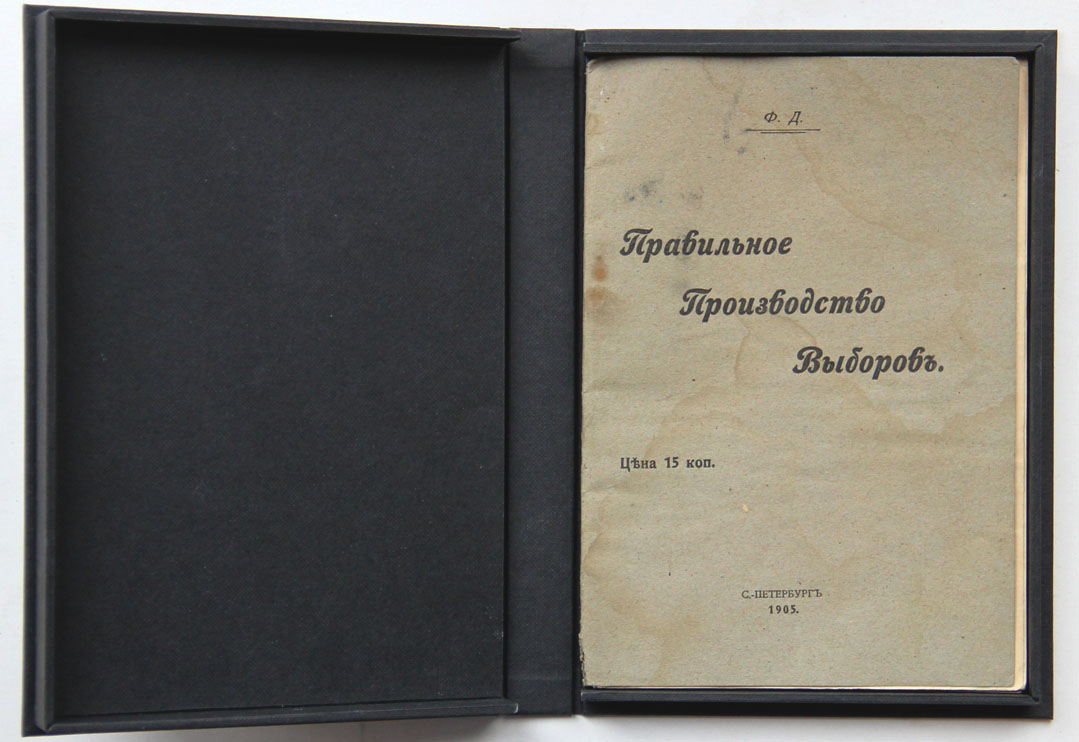 Ф. Д.
Правильное
Производство
Выборовъ.
Цѣна 15 коп.
С.-ПЕТЕРБУРГЪ
1905.